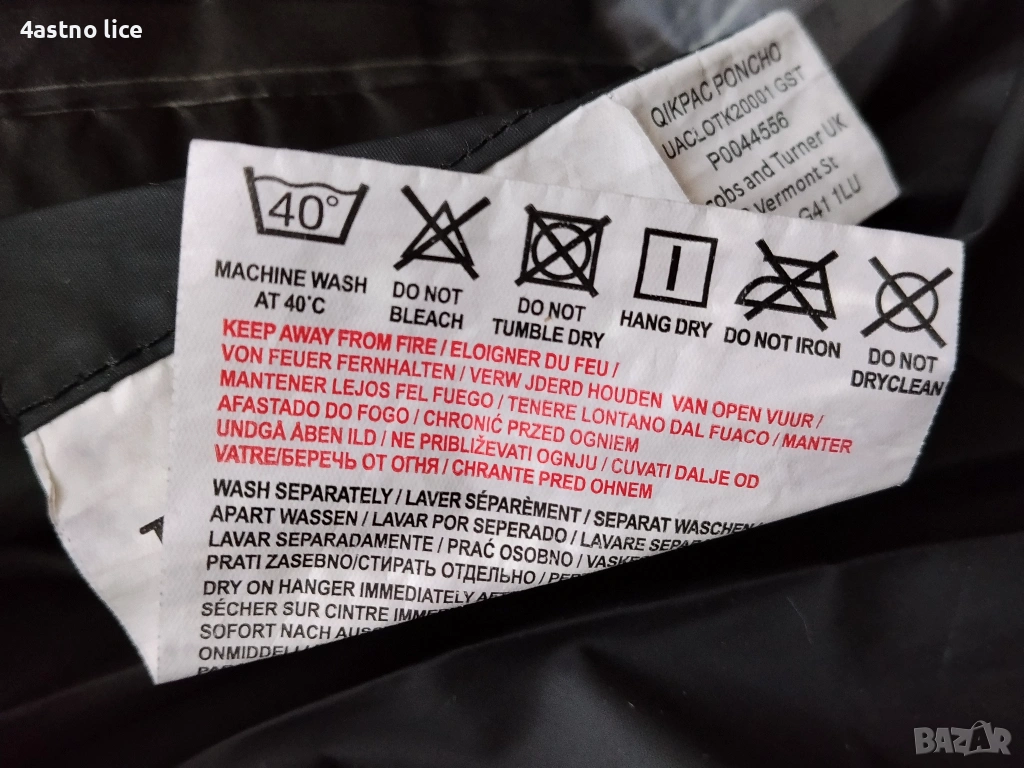 4astno lice
QIKPAC PONCHO
UACLOTK20001 GST
P0044556
cobs and Turner UK
Vermont St
G41 1LU
40°
MACHINE WASH
AT 40°C
DO NOT
BLEACH
DO NOT
TUMBLE DRY
HANG DRY
DO NOT IRON
DO NOT
DRYCLEAN
KEEP AWAY FROM FIRE / ELOIGNER DU FEU /
VON FEUER FERNHALTEN / VERW JDERD HOUDEN VAN OPEN VUUR /
MANTENER LEJOS FEL FUEGO / TENERE LONTANO DAL FUACO / MANTER
AFASTADO DO FOGO / CHRONIĆ PRZED OGNIEM
UNDGÅ ÅBEN ILD / NE PRIBLIŽEVATI OGNJU / CUVATI DALJE OD
VATRE/БЕРЕЧЬ ОТ ОГНЯ / CHRANTE PRED OHNEM
WASH SEPARATELY / LAVER SÉPARÈMENT / SEPARAT WASCHEN /
APART WASSEN / LAVAR POR SEPERADO / LAVARE SEPAR
LAVAR SEPARADAMENTE / PRAĆ OSOBNO / VASK
PRATI ZASEBNO/СТИРАТЬ ОТДЕЛЬНО /
DRY ON HANGER IMMEDIATELY
SÉCHER SUR CINTRE
SOFORT NACH
BAZAR